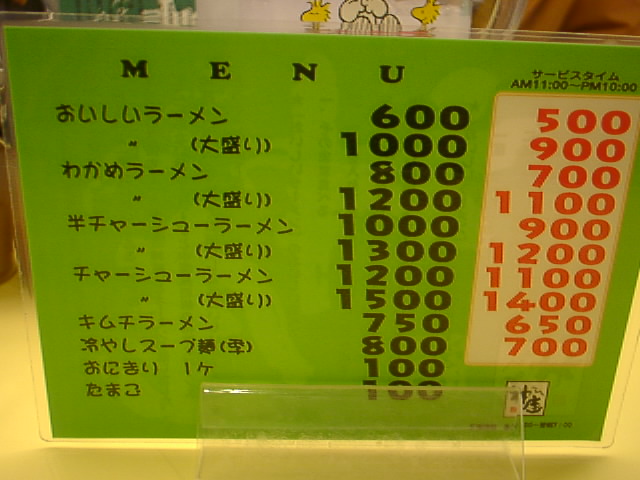 MENU
サービスタイム
AM11:00〜PM10:00
おいしいラーメン 600 500
〃 (大盛り) 1000 900
わかめラーメン 800 700
〃 (大盛り) 1200 1100
半チャーシューラーメン 1000 900
〃 (大盛り) 1300 1200
チャーシューラーメン 1200 1100
〃 (大盛り) 1500 1400
キムチラーメン 750 650
冷やしスープ麺(季) 800 700
おにぎり 1ヶ 100
たまご 100